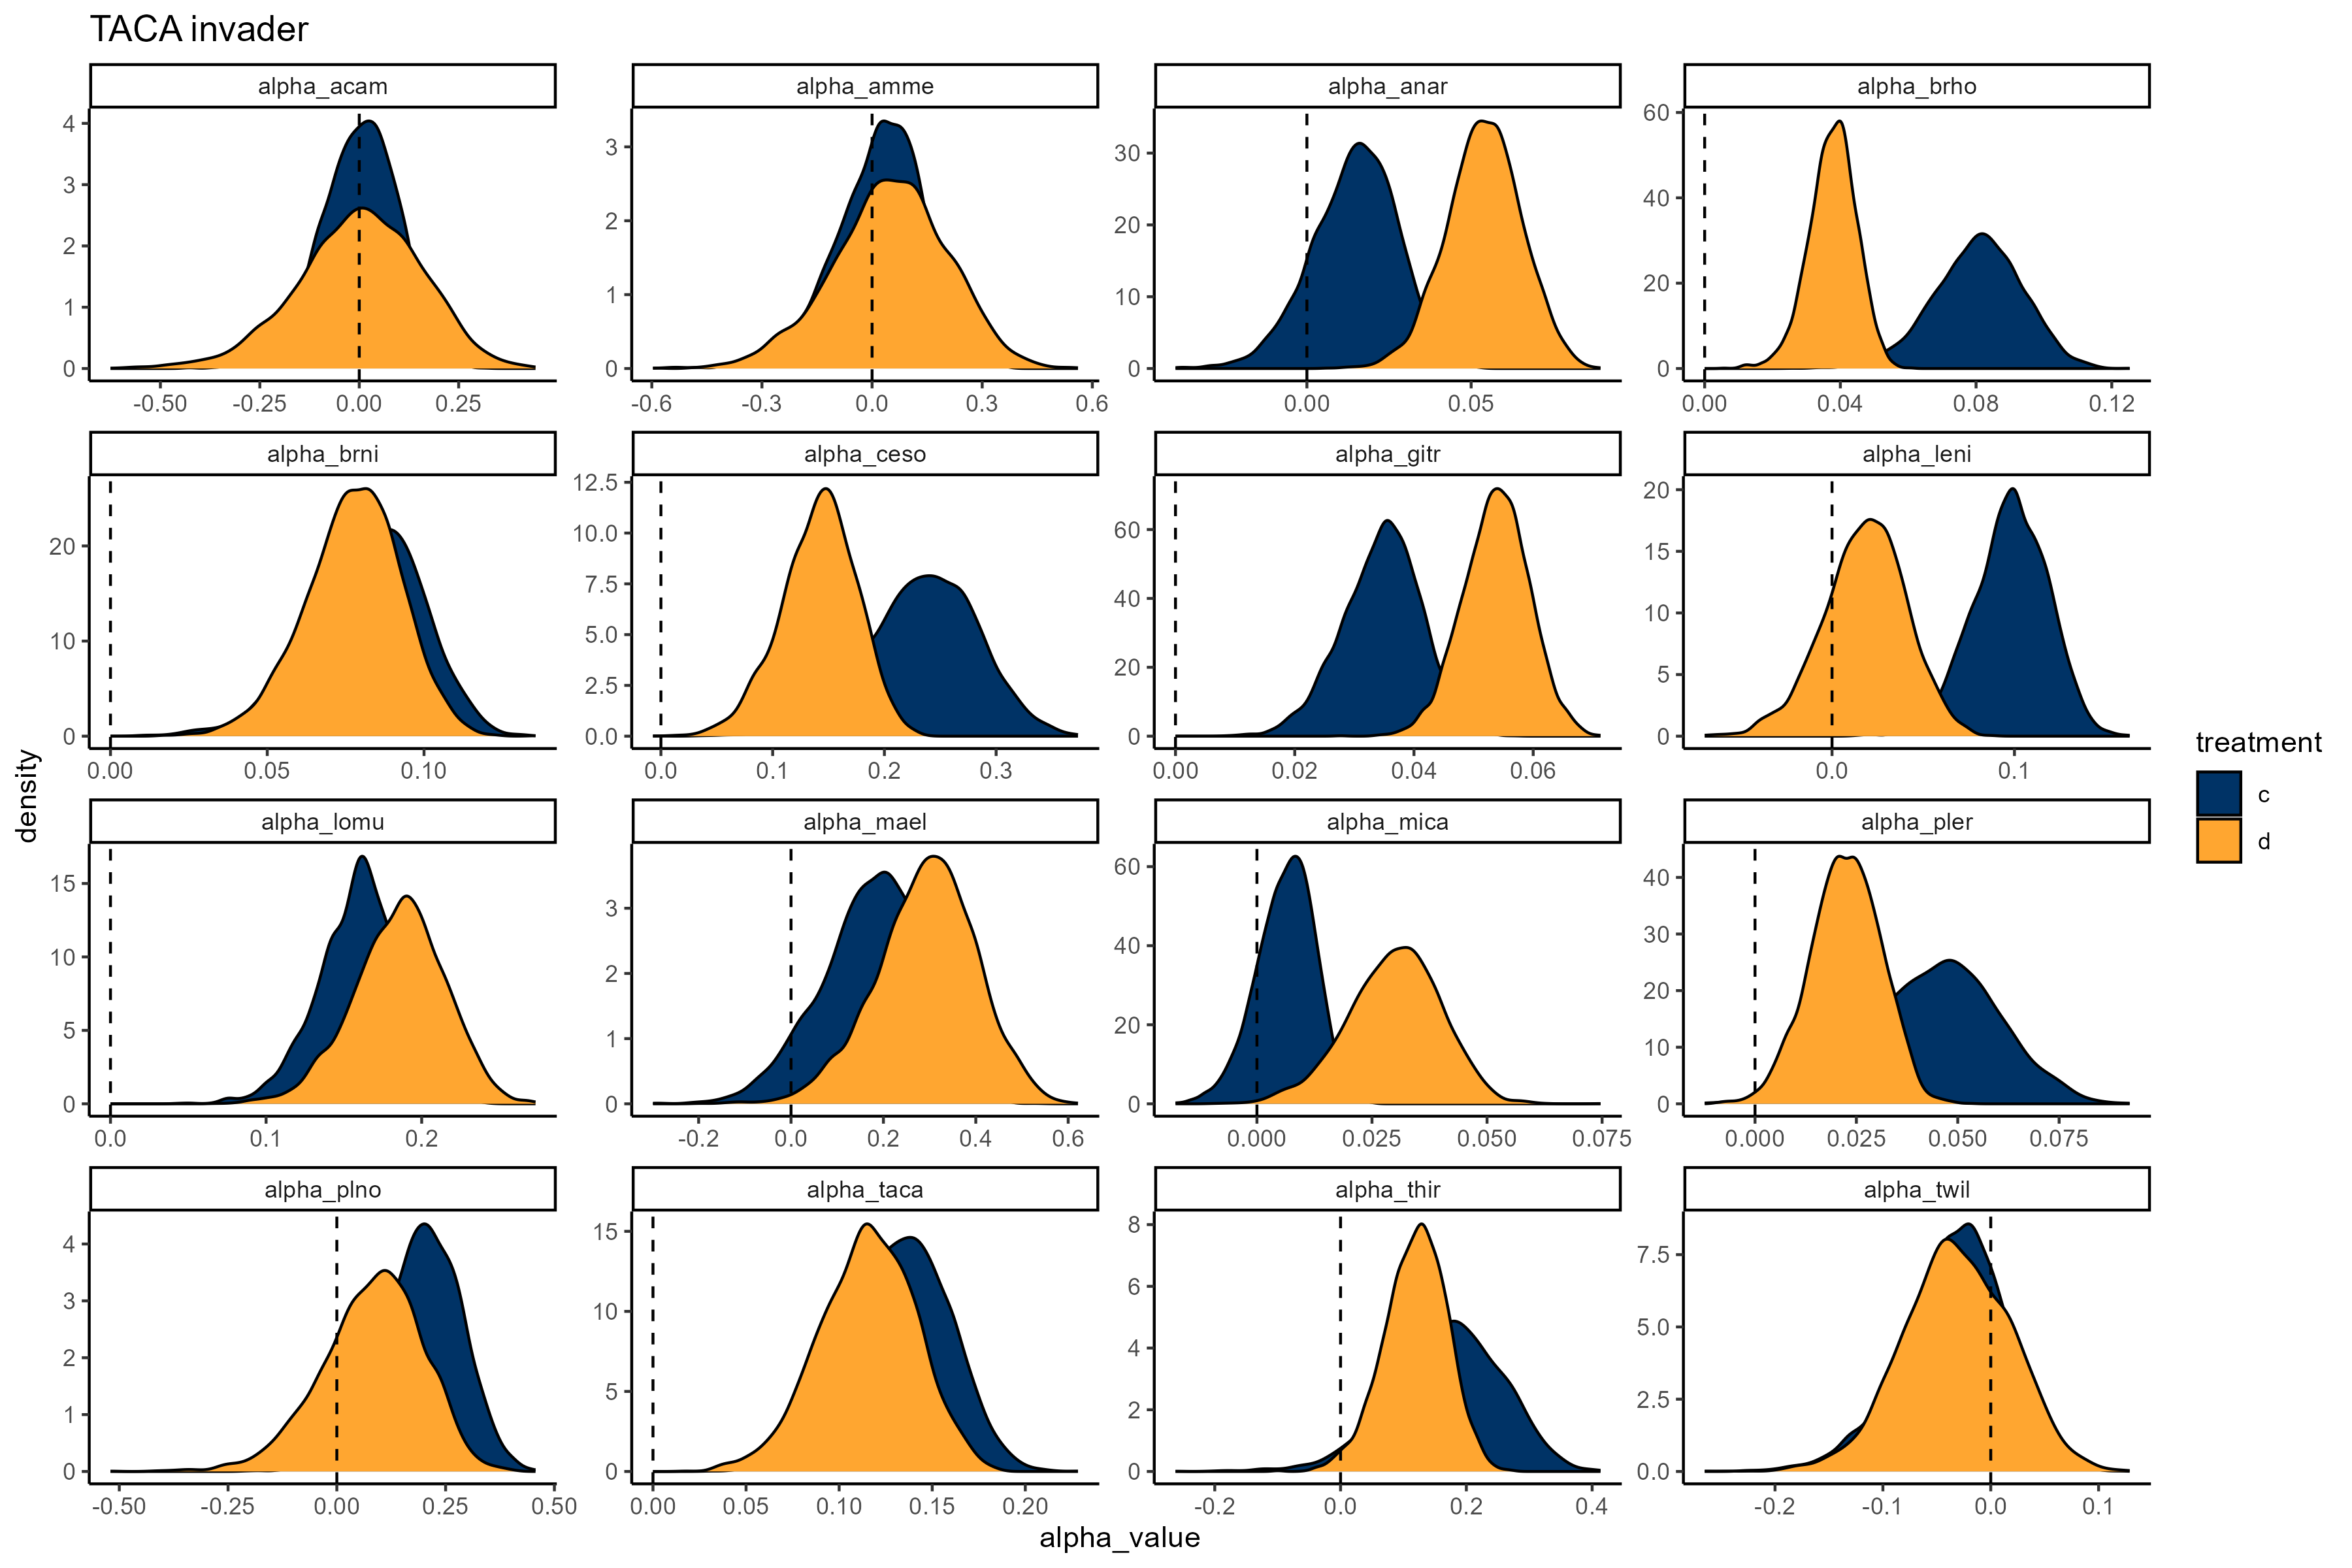 TACA invader
alpha_acam alpha_amme alpha_anar alpha_brho
4 3 2 1 0
3 2 1 0
30 20 10 0
60 40 20 0
-0.50 -0.25 0.00 0.25
-0.6 -0.3 0.0 0.3 0.6
0.00 0.05
0.00 0.04 0.08 0.12
alpha_brni alpha_ceso alpha_gitr alpha_leni
20 10 0
12.5 10.0 7.5 5.0 2.5 0.0
60 40 20 0
20 15 10 5 0
0.00 0.05 0.10
0.0 0.1 0.2 0.3
0.00 0.02 0.04 0.06
0.0 0.1
alpha_lomu alpha_mael alpha_mica alpha_pler
15 10 5 0
3 2 1 0
60 40 20 0
40 30 20 10 0
0.0 0.1 0.2
-0.2 0.0 0.2 0.4 0.6
0.000 0.025 0.050 0.075
0.000 0.025 0.050 0.075
alpha_plno alpha_taca alpha_thir alpha_twil
4 3 2 1 0
15 10 5 0
8 6 4 2 0
7.5 5.0 2.5 0.0
-0.50 -0.25 0.00 0.25 0.50
0.00 0.05 0.10 0.15 0.20
-0.2 0.0 0.2 0.4
-0.2 -0.1 0.0 0.1
density
alpha_value
treatment
c
d